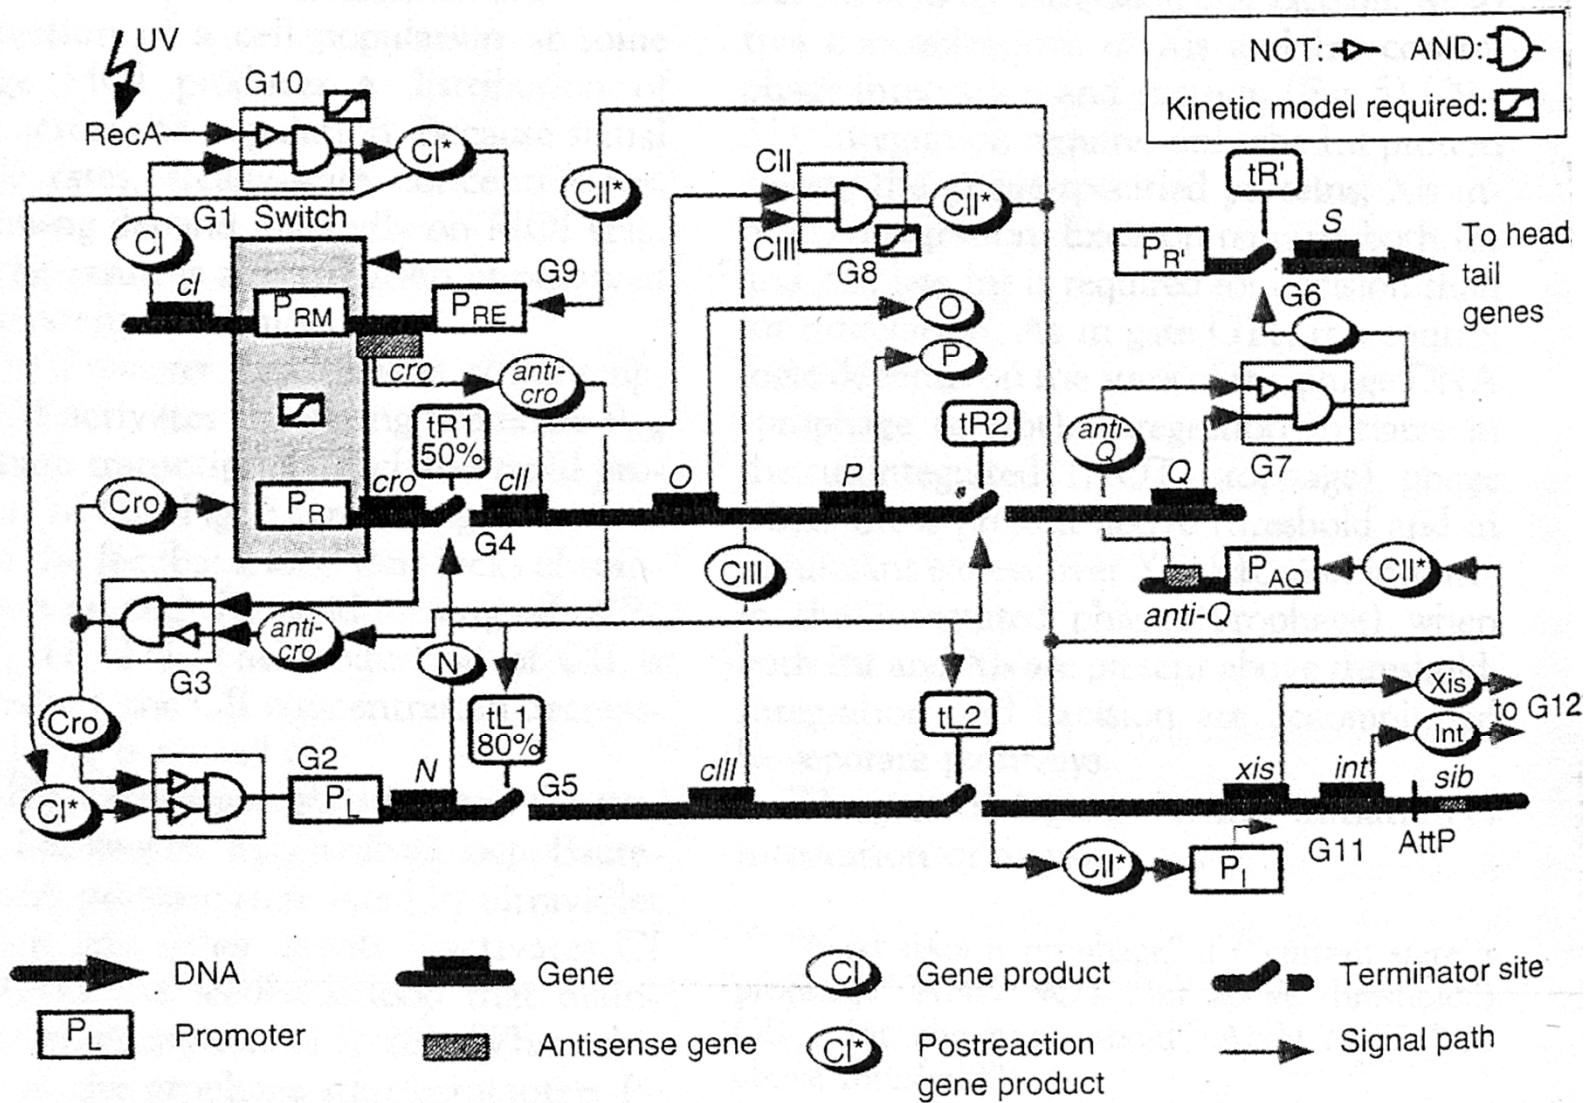 UV
G10
NOT:
AND:
Kinetic model required:
RecA
CI*
CII*
CII
CIII
CII*
G8
tR'
PR'
S
To head,
tail
genes
G6
G1 Switch
CI
cI
PRM
PRE
G9
cro
anti-
cro
O
P
tR1
50%
tR2
anti-
Q
G7
Cro
PR
cro
G4
cII
O
P
Q
CIII
PAQ
CII*
anti-Q
G3
anti-
cro
N
Cro
tL1
80%
tL2
Xis
to G12
Int
CI*
G2
PL
N
G5
cIII
xis
int
sib
CII*
PI
G11
AttP
DNA
Gene
CI
Gene product
Terminator site
PL
Promoter
Antisense gene
CI*
Postreaction
gene product
Signal path